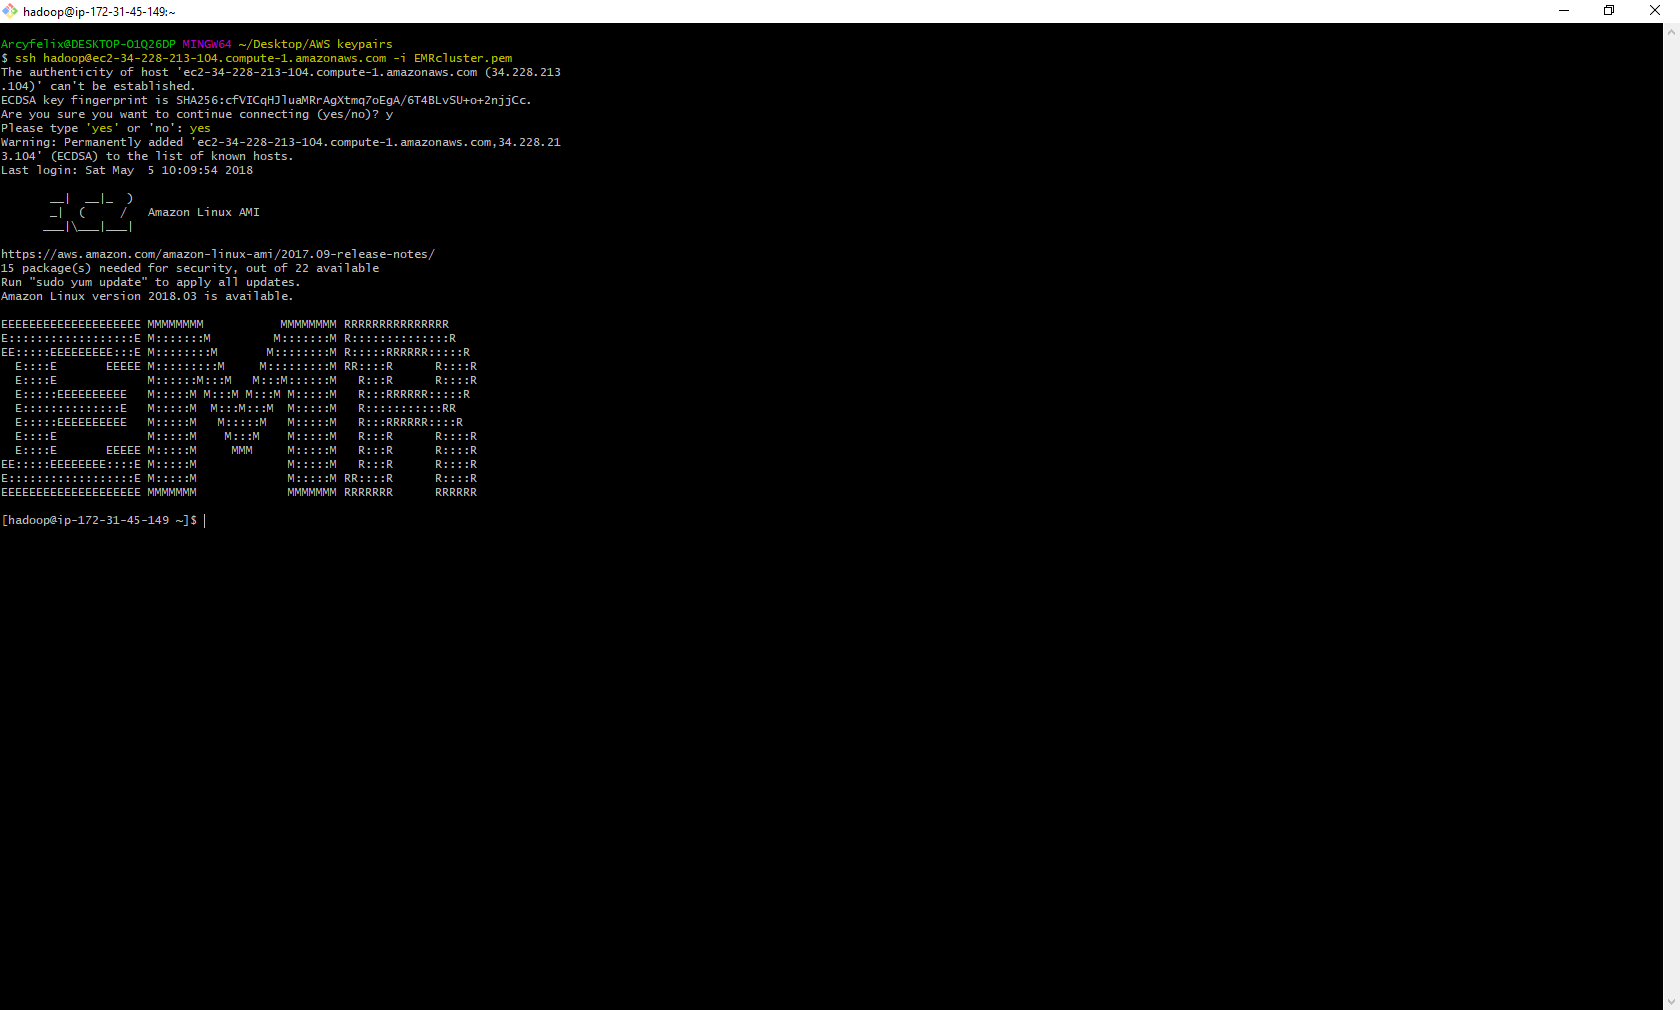 hadoop@ip-172-31-45-149:~
Arcyfelix@DESKTOP-O1Q26DP MINGW64 ~/Desktop/AWS keypairs
$ ssh hadoop@ec2-34-228-213-104.compute-1.amazonaws.com -i EMRcluster.pem
The authenticity of host 'ec2-34-228-213-104.compute-1.amazonaws.com (34.228.213
.104)' can't be established.
ECDSA key fingerprint is SHA256:cfVICqHJluaMRrAgXtmq7oEgA/6T4BLvSU+o+2njjCc.
Are you sure you want to continue connecting (yes/no)? y
Please type 'yes' or 'no': yes
Warning: Permanently added 'ec2-34-228-213-104.compute-1.amazonaws.com,34.228.21
3.104' (ECDSA) to the list of known hosts.
Last login: Sat May  5 10:09:54 2018

       __|  __|_  )
       _|  (     /   Amazon Linux AMI
      ___|\___|___|

https://aws.amazon.com/amazon-linux-ami/2017.09-release-notes/
15 package(s) needed for security, out of 22 available
Run "sudo yum update" to apply all updates.
Amazon Linux version 2018.03 is available.

EEEEEEEEEEEEEEEEEEEE MMMMMMMM           MMMMMMMM RRRRRRRRRRRRRRR
E::::::::::::::::::E M:::::::M         M:::::::M R::::::::::::::R
EE:::::EEEEEEEEE:::E M::::::::M       M::::::::M R:::::RRRRRR:::::R
  E::::E       EEEEE M:::::::::M     M:::::::::M RR::::R      R::::R
  E::::E             M::::::M:::M   M:::M::::::M   R:::R      R::::R
  E:::::EEEEEEEEEE   M:::::M M:::M M:::M M:::::M   R:::RRRRRR:::::R
  E::::::::::::::E   M:::::M  M:::M:::M  M:::::M   R:::::::::::RR
  E:::::EEEEEEEEEE   M:::::M   M:::::M   M:::::M   R:::RRRRRR::::R
  E::::E             M:::::M    M:::M    M:::::M   R:::R      R::::R
  E::::E       EEEEE M:::::M     MMM     M:::::M   R:::R      R::::R
EE:::::EEEEEEEE::::E M:::::M             M:::::M   R:::R      R::::R
E::::::::::::::::::E M:::::M             M:::::M RR::::R      R::::R
EEEEEEEEEEEEEEEEEEEE MMMMMMM             MMMMMMM RRRRRRR      RRRRRR

[hadoop@ip-172-31-45-149 ~]$